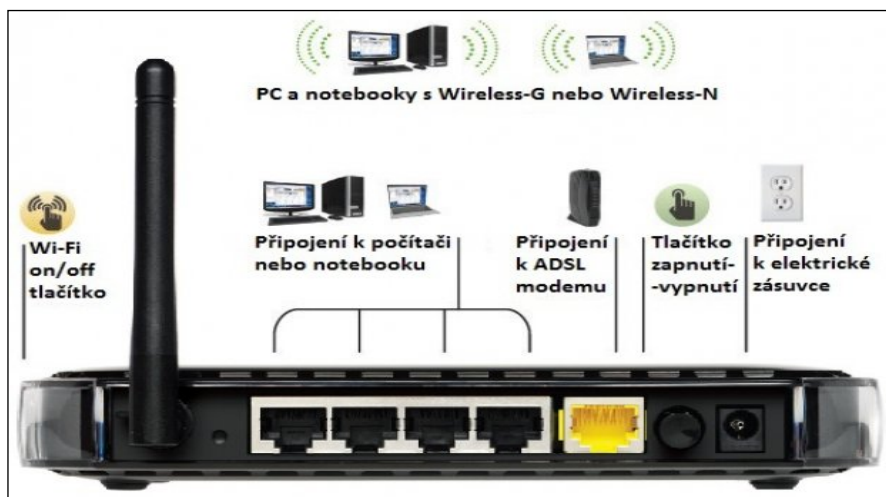 PC a notebooky s Wireless-G nebo Wireless-N
Wi-Fi
on/off
tlačítko
Připojení k počítači
nebo notebooku
Připojení
k ADSL
modemu
Tlačítko
zapnutí-
-vypnutí
Připojení
k elektrické
zásuvce